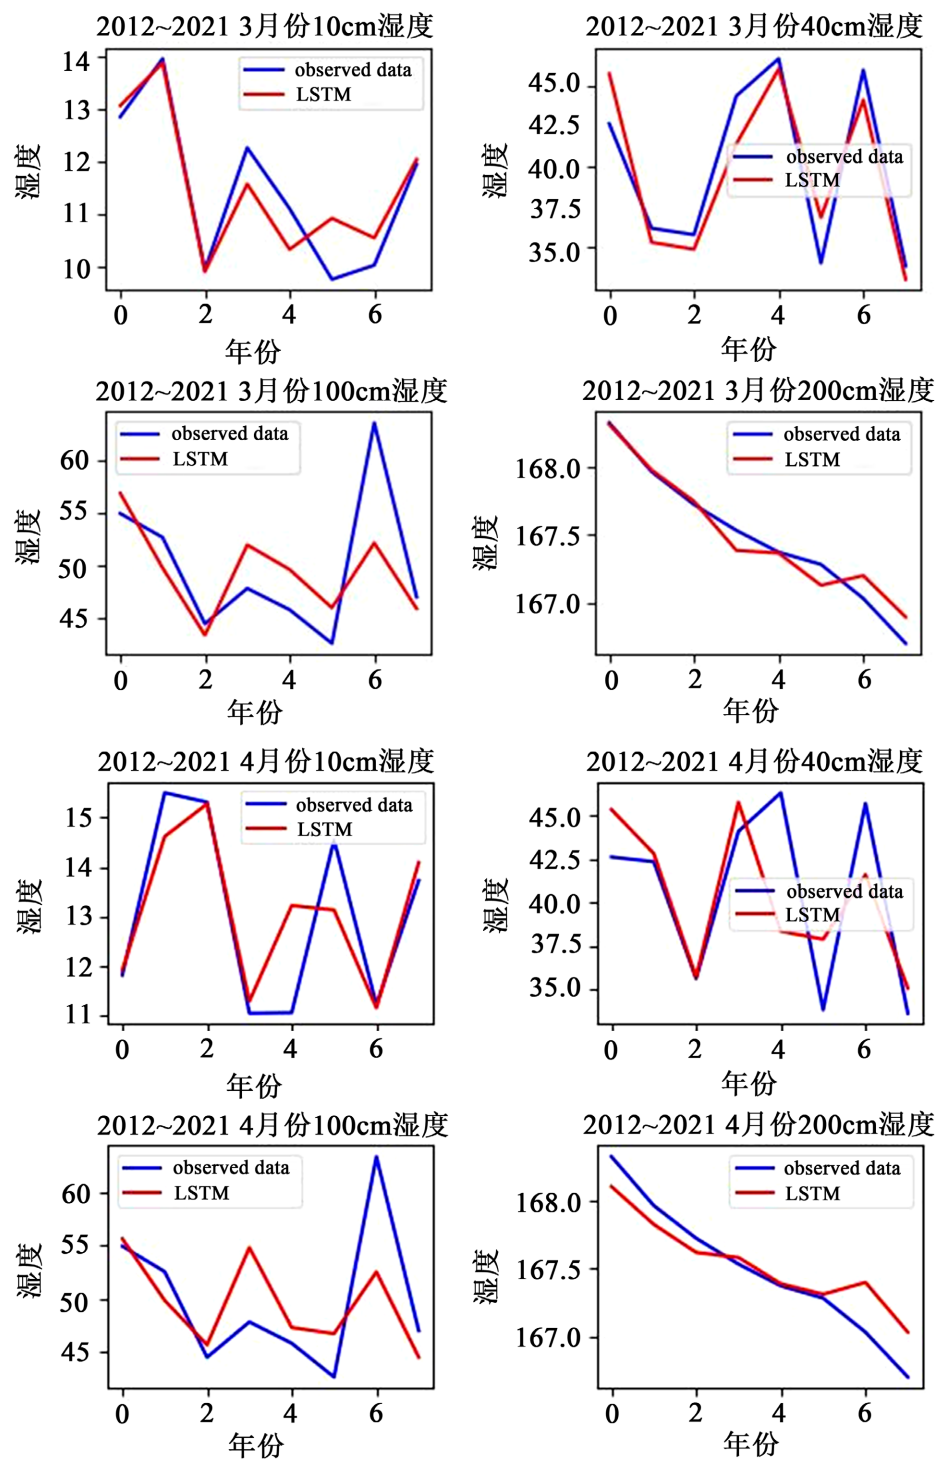 2012~2021 3月份10cm湿度
14
13
12
11
10
湿度
observed data
LSTM
0 2 4 6
年份
2012~2021 3月份40cm湿度
45.0
42.5
40.0
37.5
35.0
湿度
observed data
LSTM
0 2 4 6
年份
2012~2021 3月份100cm湿度
60
55
50
45
湿度
observed data
LSTM
0 2 4 6
年份
2012~2021 3月份200cm湿度
168.0
167.5
167.0
湿度
observed data
LSTM
0 2 4 6
年份
2012~2021 4月份10cm湿度
15
14
13
12
11
湿度
observed data
LSTM
0 2 4 6
年份
2012~2021 4月份40cm湿度
45.0
42.5
40.0
37.5
35.0
湿度
observed data
LSTM
0 2 4 6
年份
2012~2021 4月份100cm湿度
60
55
50
45
湿度
observed data
LSTM
0 2 4 6
年份
2012~2021 4月份200cm湿度
168.0
167.5
167.0
湿度
observed data
LSTM
0 2 4 6
年份